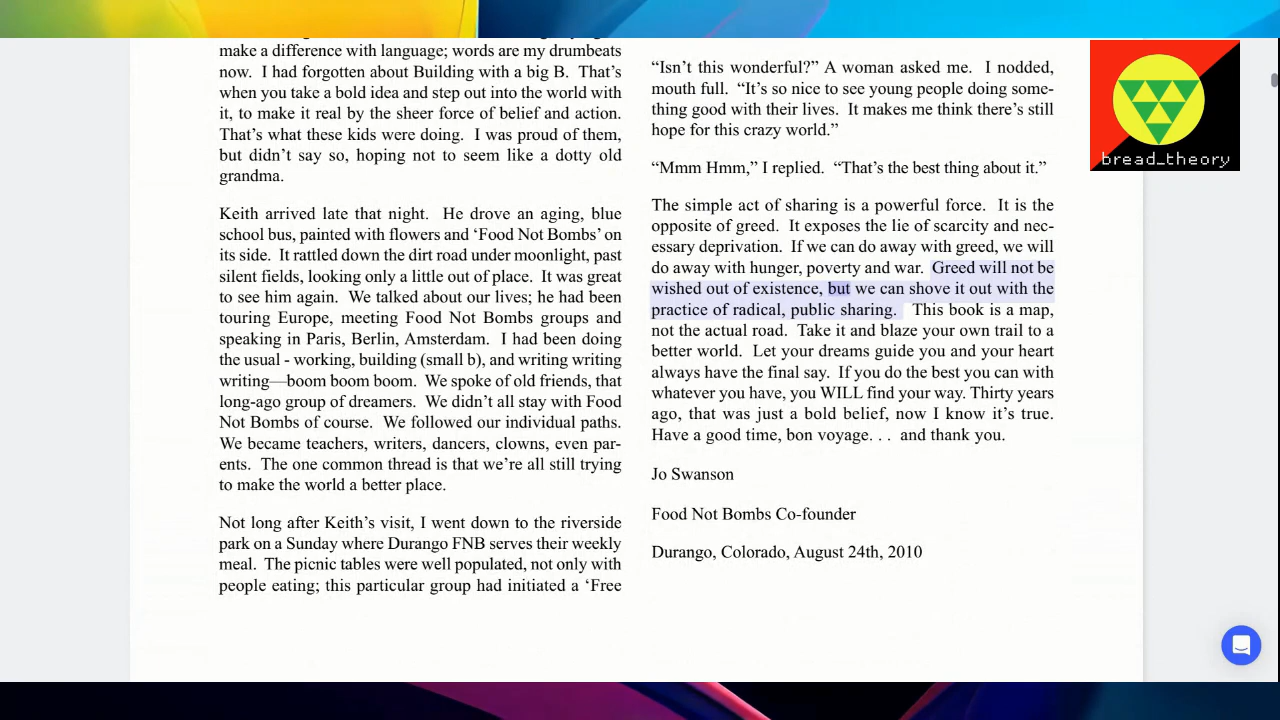 make a difference with language; words are my drumbeats
now. I had forgotten about Building with a big B. That’s
when you take a bold idea and step out into the world with
it, to make it real by the sheer force of belief and action.
That’s what these kids were doing. I was proud of them,
but didn’t say so, hoping not to seem like a dotty old
grandma.
Keith arrived late that night. He drove an aging, blue
school bus, painted with flowers and ‘Food Not Bombs’ on
its side. It rattled down the dirt road under moonlight, past
silent fields, looking only a little out of place. It was great
to see him again. We talked about our lives; he had been
touring Europe, meeting Food Not Bombs groups and
speaking in Paris, Berlin, Amsterdam. I had been doing
the usual - working, building (small b), and writing writing
writing—boom boom boom. We spoke of old friends, that
long-ago group of dreamers. We didn’t all stay with Food
Not Bombs of course. We followed our individual paths.
We became teachers, writers, dancers, clowns, even par-
ents. The one common thread is that we’re all still trying
to make the world a better place.
Not long after Keith’s visit, I went down to the riverside
park on a Sunday where Durango FNB serves their weekly
meal. The picnic tables were well populated, not only with
people eating; this particular group had initiated a ‘Free
“Isn’t this wonderful?” A woman asked me. I nodded,
mouth full. “It’s so nice to see young people doing some-
thing good with their lives. It makes me think there’s still
hope for this crazy world.”
“Mmm Hmm,” I replied. “That’s the best thing about it.”
The simple act of sharing is a powerful force. It is the
opposite of greed. It exposes the lie of scarcity and nec-
essary deprivation. If we can do away with greed, we will
do away with hunger, poverty and war. Greed will not be
wished out of existence, but we can shove it out with the
practice of radical, public sharing. This book is a map,
not the actual road. Take it and blaze your own trail to a
better world. Let your dreams guide you and your heart
always have the final say. If you do the best you can with
whatever you have, you WILL find your way. Thirty years
ago, that was just a bold belief, now I know it’s true.
Have a good time, bon voyage. . . and thank you.
Jo Swanson
Food Not Bombs Co-founder
Durango, Colorado, August 24th, 2010
bread_theory